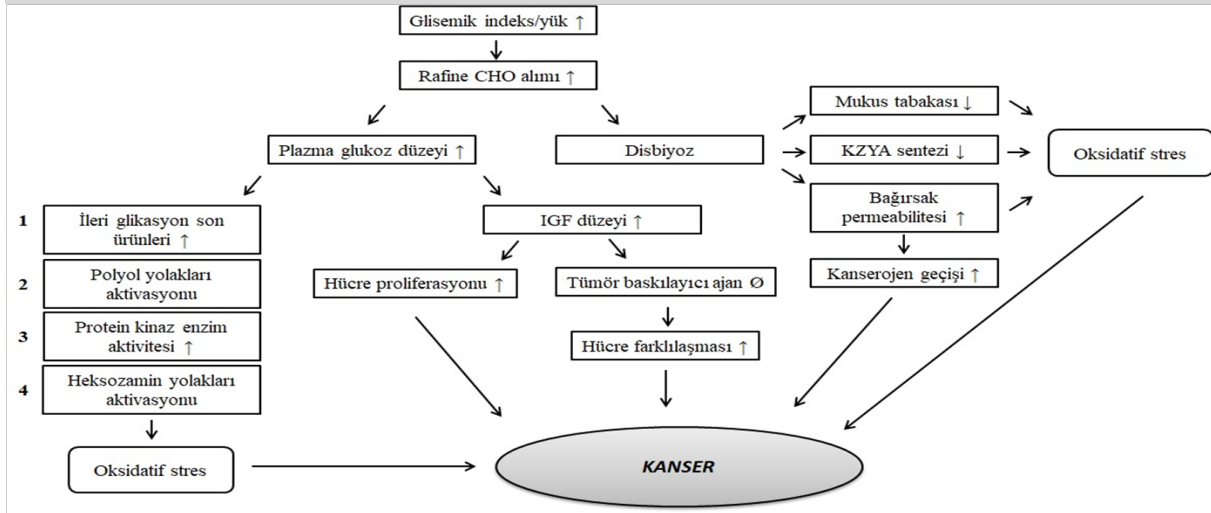 Glisemik indeks/yük ↑
Rafine CHO alımı ↑
Plazma glukoz düzeyi ↑
Disbiyoz
Mukus tabakası ↓
KZYA sentezi ↓
Bağırsak
permeabilitesi ↑
Oksidatif stres
1
İleri glikasyon son
ürünleri ↑
IGF düzeyi ↑
Kanserojen geçişi ↑
2
Polyol yolakları
aktivasyonu
Hücre proliferasyonu ↑
Tümör baskılayıcı ajan Ø
3
Protein kinaz enzim
aktivitesi ↑
Hücre farklılaşması ↑
4
Heksozamin yolakları
aktivasyonu
Oksidatif stres
KANSER